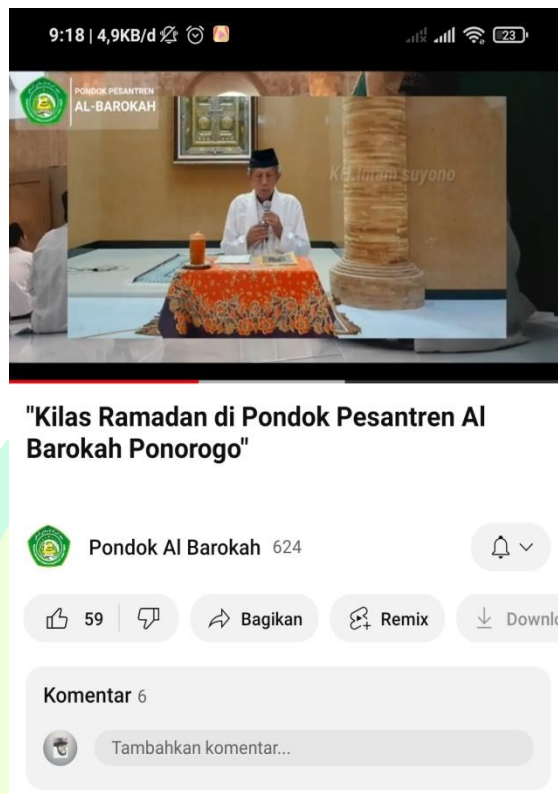 9:18 | 4,9KB/d
23
PONDOK PESANTREN
AL-BAROKAH
KH.Imam suyono
"Kilas Ramadan di Pondok Pesantren Al
Barokah Ponorogo"
Pondok Al Barokah 624
59 Bagikan Remix Downlo
Komentar 6
Tambahkan komentar...